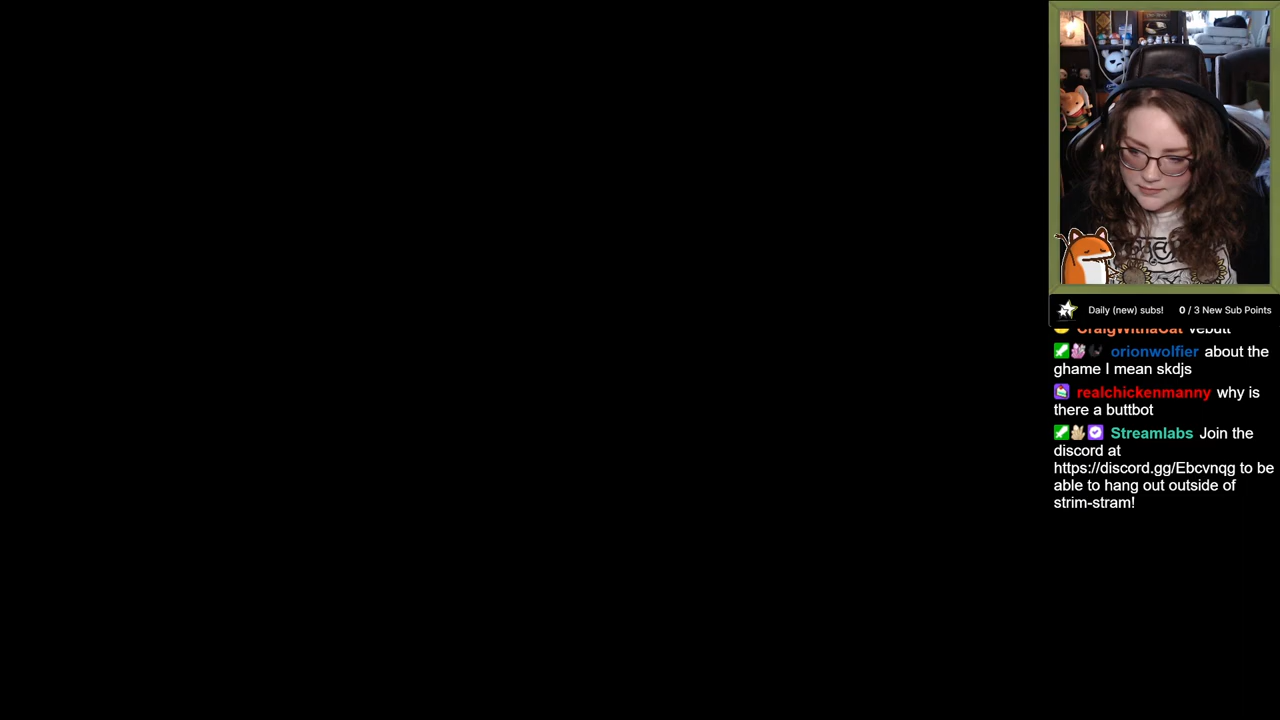 Daily (new) subs! 0 / 3 New Sub Points
CraigWithaCat vebutt
orionwolfier about the
ghame I mean skdjs
realchickenmanny why is
there a buttbot
Streamlabs Join the
discord at
https://discord.gg/Ebcvnqg to be
able to hang out outside of
strim-stram!